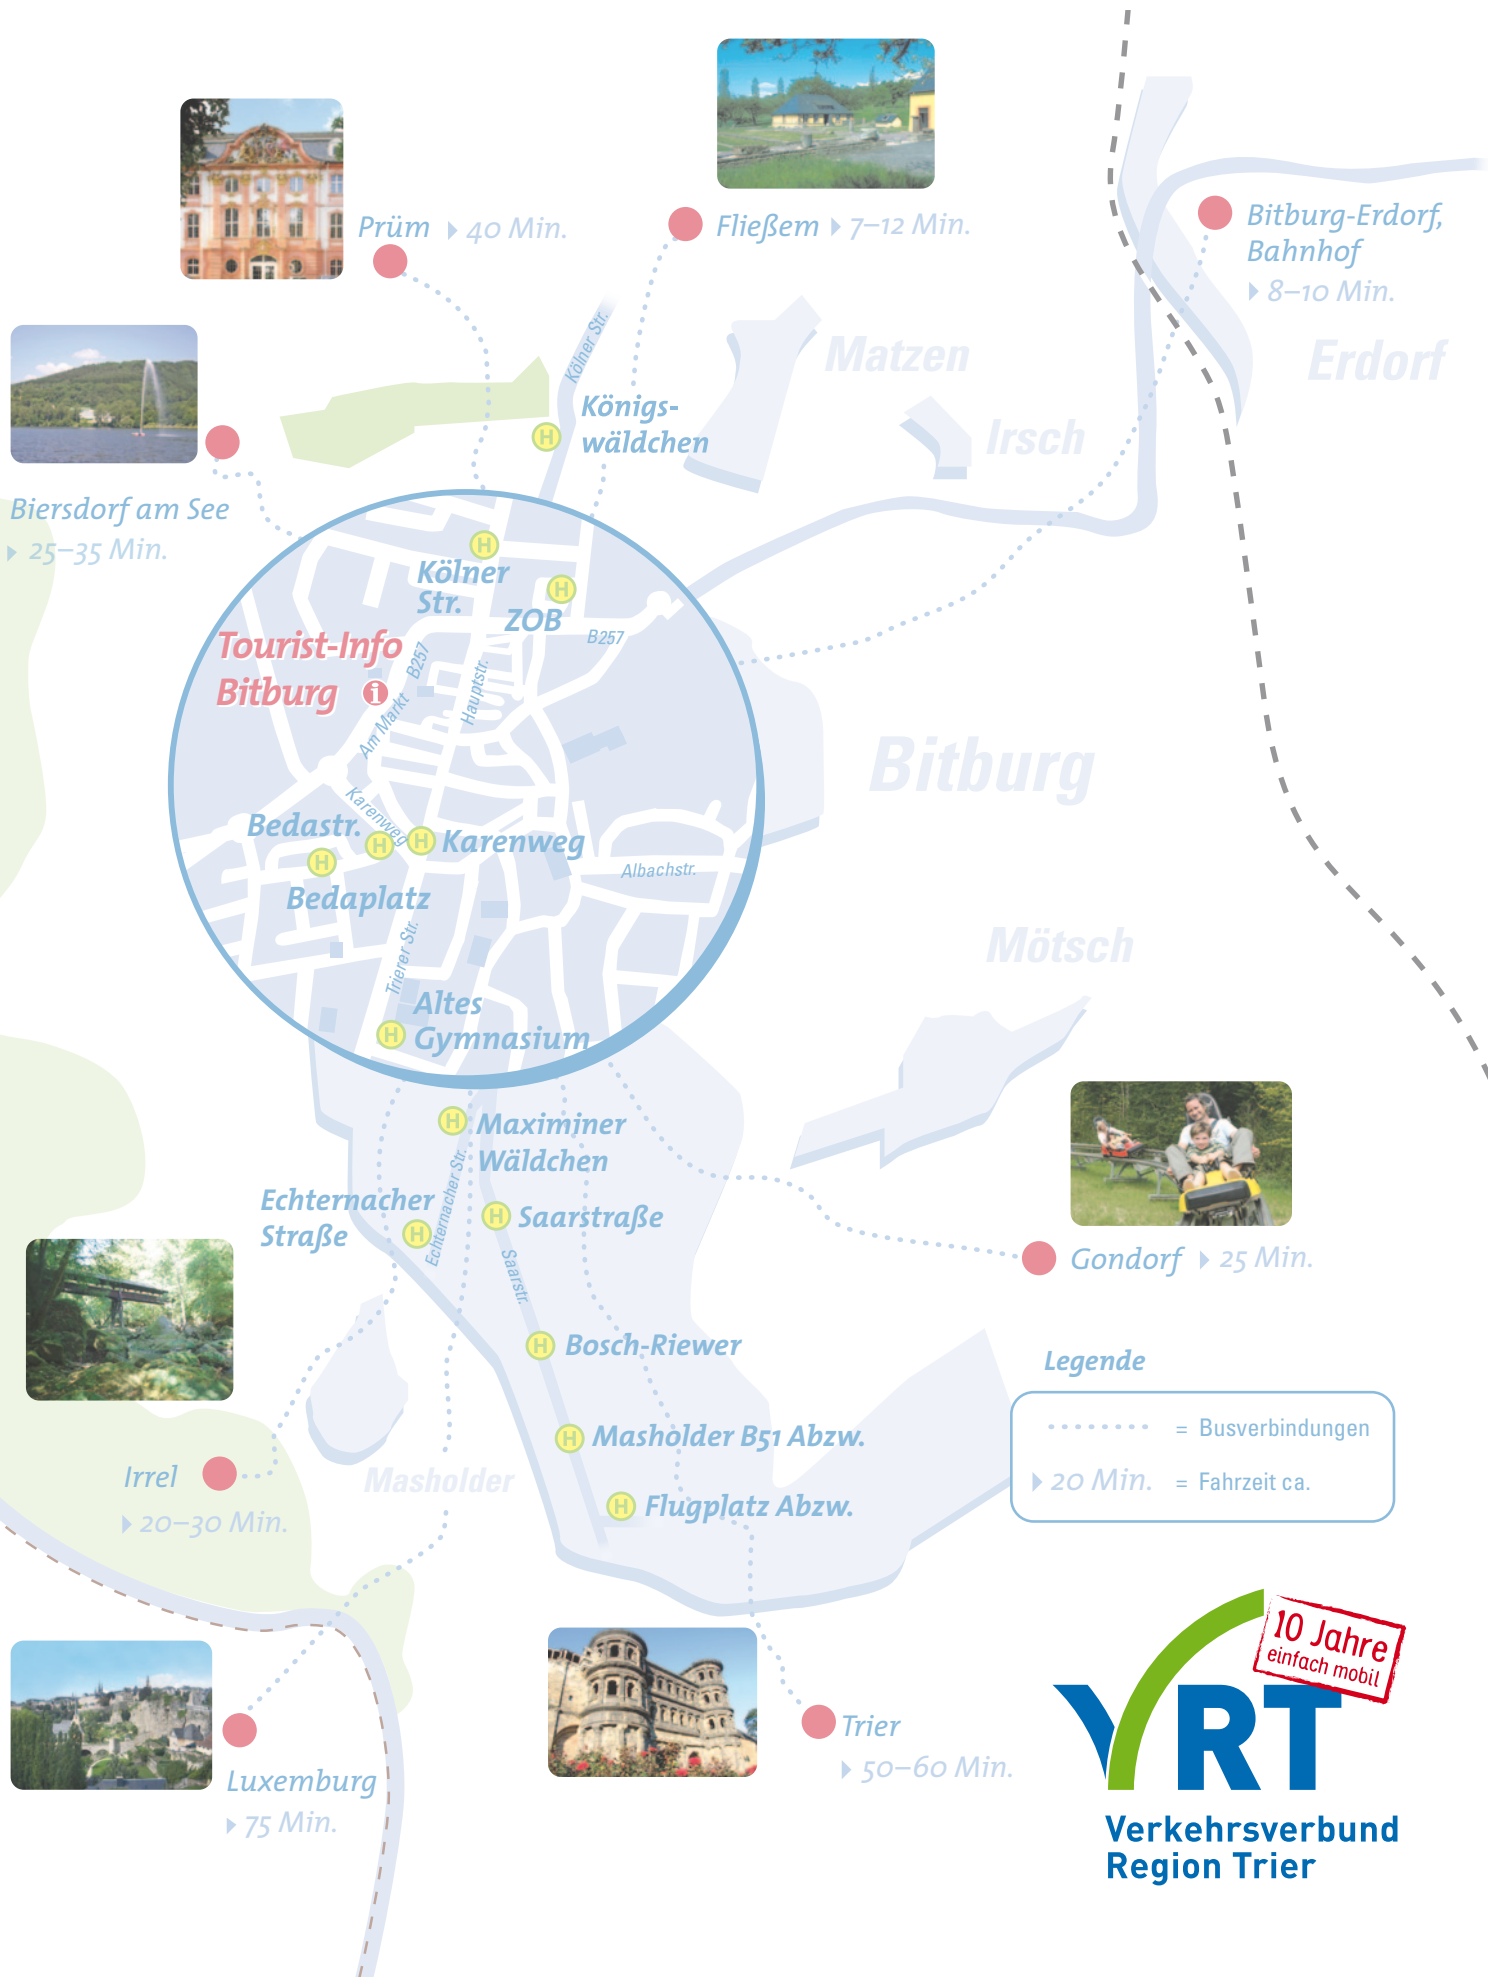 Prüm ▸ 40 Min.
Fließem ▸ 7–12 Min.
Bitburg-Erdorf,
Bahnhof
▸ 8–10 Min.
Kölner Str.
Matzen
Erdorf
Königs-
wäldchen
Irsch
Biersdorf am See
▸ 25–35 Min.
H
H
Kölner
Str.
H
ZOB
B257
Tourist-Info
Bitburg i
B257
Am Markt
Hauptstr.
Bitburg
Karenweg
Bedastr.
H
H
Karenweg
H
Bedaplatz
Albachstr.
Trierer Str.
Mötsch
Altes
H Gymnasium
H Maximiner
Wäldchen
Echternacher
Straße
H
Echternacher Str.
H Saarstraße
Saarstr.
Gondorf ▸ 25 Min.
H Bosch-Riewer
Legende
= Busverbindungen
▸ 20 Min. = Fahrzeit ca.
H Masholder B51 Abzw.
Masholder
H Flugplatz Abzw.
Irrel
▸ 20–30 Min.
10 Jahre
einfach mobil
VRT
Verkehrsverbund
Region Trier
Trier
▸ 50–60 Min.
Luxemburg
▸ 75 Min.